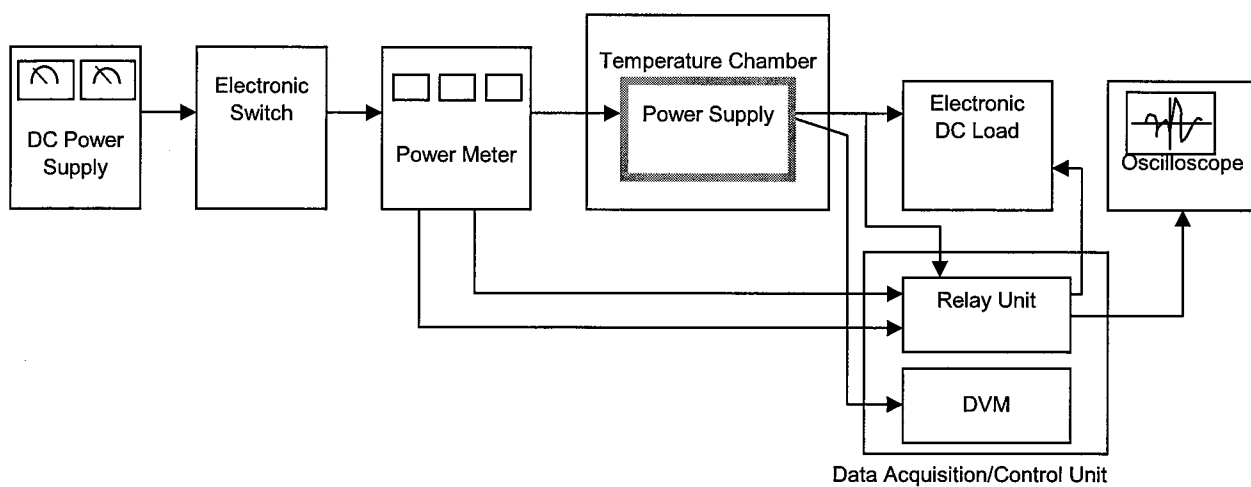 DC Power
Supply
Electronic
Switch
Power Meter
Temperature Chamber
Power Supply
Electronic
DC Load
Oscilloscope
Relay Unit
DVM
Data Acquisition/Control Unit